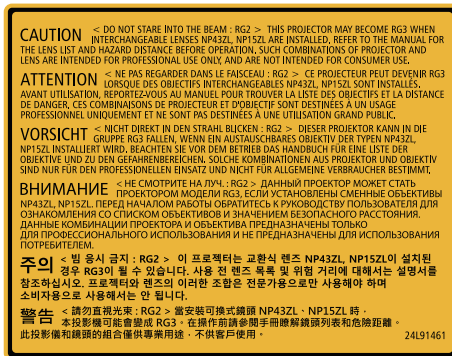 CAUTION < DO NOT STARE INTO THE BEAM : RG2 > THIS PROJECTOR MAY BECOME RG3 WHEN
INTERCHANGEABLE LENSES NP43ZL, NP15ZL ARE INSTALLED, REFER TO THE MANUAL FOR
THE LENS LIST AND HAZARD DISTANCE BEFORE OPERATION, SUCH COMBINATIONS OF PROJECTOR AND
LENS ARE INTENDED FOR PROFESSIONAL USE ONLY, AND ARE NOT INTENDED FOR CONSUMER USE.
ATTENTION < NE PAS REGARDER DANS LE FAISCEAU : RG2 > CE PROJECTEUR PEUT DEVENIR RG3
LORSQUE DES OBJECTIFS INTERCHANGEABLES NP43ZL, NP15ZL SONT INSTALLÉS.
AVANT UTILISATION, REPORTEZ-VOUS AU MANUEL POUR TROUVER LA LISTE DES OBJECTIFS ET LA DISTANCE
DE DANGER, CES COMBINAISONS DE PROJECTEUR ET D'OBJECTIF SONT DESTINÉES À UN USAGE
PROFESSIONNEL UNIQUEMENT ET NE SONT PAS DESTINÉES À UNE UTILISATION GRAND PUBLIC.
VORSICHT < NICHT DIREKT IN DEN STRAHL BLICKEN : RG2 > DIESER PROJEKTOR KANN IN DIE
GRUPPE RG3 FALLEN, WENN EIN AUSTAUSCHBARES OBJEKTIV DER TYPEN NP43ZL,
NP15ZL INSTALLIERT WIRD. BEACHTEN SIE VOR DEM BETRIEB DAS HANDBUCH FÜR EINE LISTE DER
OBJEKTIVE UND ZU DEN GEFAHRENBEREICHEN. SOLCHE KOMBINATIONEN AUS PROJEKTOR UND OBJEKTIV
SIND NUR FÜR DEN PROFESSIONELLEN EINSATZ UND NICHT FÜR ALLGEMEINE VERBRAUCHER BESTIMMT.
ВНИМАНИЕ < НЕ СМОТРИТЕ НА ЛУЧ. : RG2 > ДАННЫЙ ПРОЕКТОР МОЖЕТ СТАТЬ
ПРОЕКТОРОМ МОДЕЛИ RG3, ЕСЛИ УСТАНОВЛЕНЫ СМЕННЫЕ ОБЪЕКТИВЫ
NP43ZL, NP15ZL. ПЕРЕД НАЧАЛОМ РАБОТЫ ОБРАТИТЕСЬ К РУКОВОДСТВУ ПОЛЬЗОВАТЕЛЯ ДЛЯ
ОЗНАКОМЛЕНИЯ СО СПИСКОМ ОБЪЕКТИВОВ И ЗНАЧЕНИЕМ БЕЗОПАСНОГО РАССТОЯНИЯ.
ДАННЫЕ КОМБИНАЦИИ ПРОЕКТОРА И ОБЪЕКТИВА ПРЕДНАЗНАЧЕНЫ ТОЛЬКО
ДЛЯ ПРОФЕССИОНАЛЬНОГО ИСПОЛЬЗОВАНИЯ И НЕ ПРЕДНАЗНАЧЕНЫ ДЛЯ ИСПОЛЬЗОВАНИЯ
ПОТРЕБИТЕЛЕМ.
주의 < 빔 응시 금지 : RG2 > 이 프로젝터는 교환식 렌즈 NP43ZL, NP15ZL이 설치된
경우 RG3이 될 수 있습니다. 사용 전 렌즈 목록 및 위험 거리에 대해서는 설명서를
참조하십시오. 프로젝터와 렌즈의 이러한 조합은 전문가용으로만 사용해야 하며
소비자용으로 사용해서는 안 됩니다.
警告 < 請勿直視光束 : RG2 > 當安裝可換式鏡頭 NP43ZL、NP15ZL 時，
本投影機可能會變成 RG3。在操作前請參閱手冊瞭解鏡頭列表和危險距離。
此投影儀和鏡頭的組合僅供專業用途，不供客戶使用。 24L91461